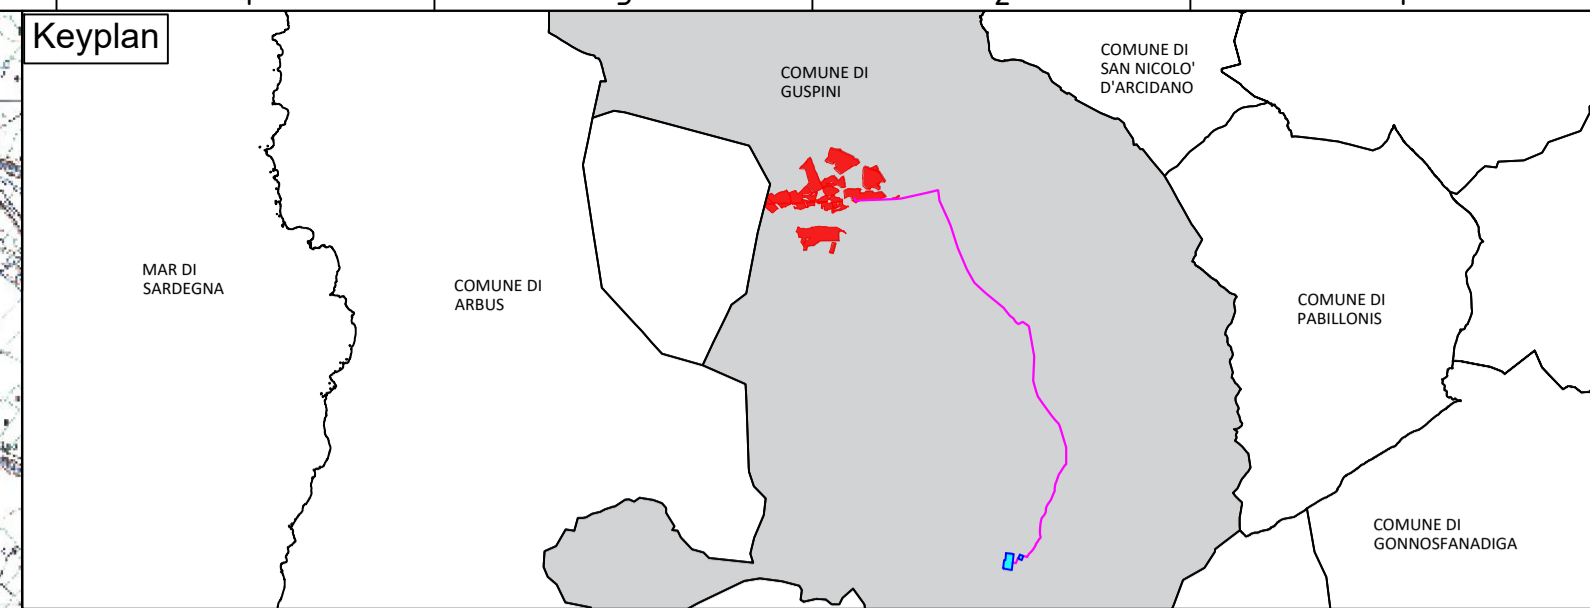 Keyplan
COMUNE DI
GUSPINI
COMUNE DI
SAN NICOLO'
D'ARCIDANO
MAR DI
SARDEGNA
COMUNE DI
ARBUS
COMUNE DI
PABILLONIS
COMUNE DI
GONNOSFANADIGA